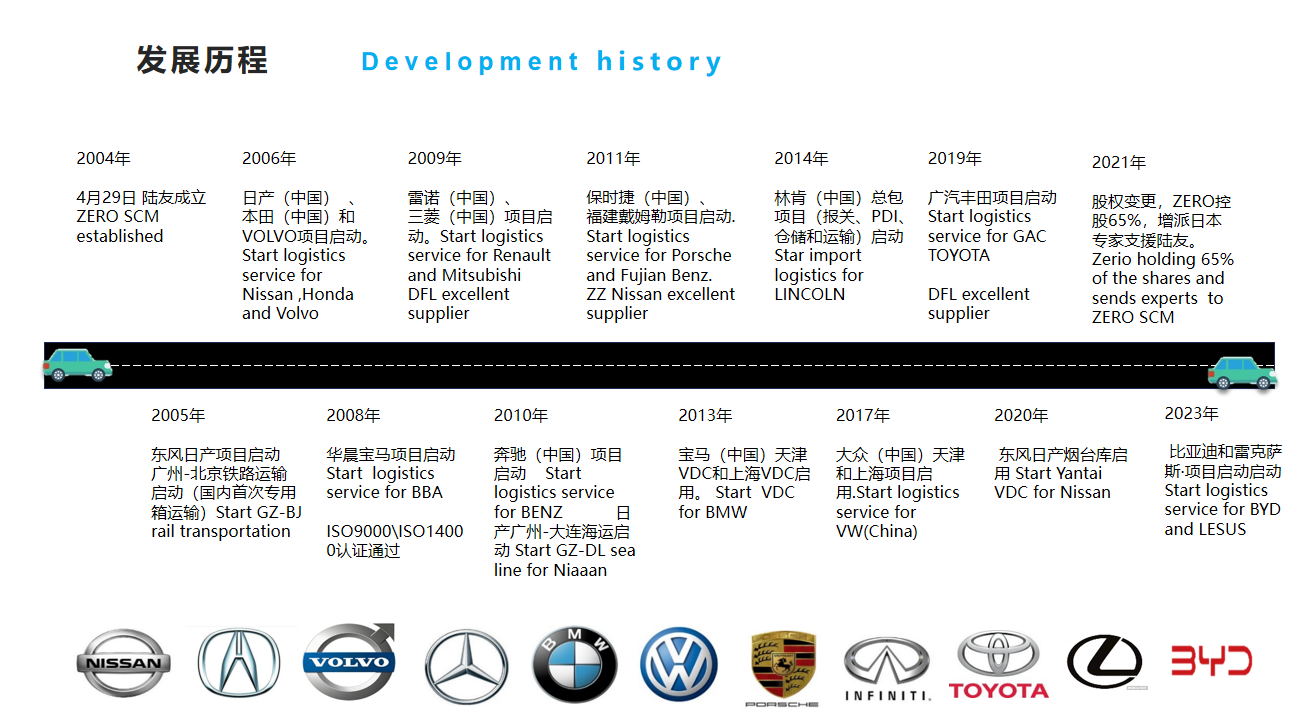 发展历程
Development history
2004年
4月29日 陆友成立
ZERO SCM
established
2006年
日产（中国） 、
本田（中国）和
VOLVO项目启动。
Start logistics
service for
Nissan ,Honda
and Volvo
2009年
雷诺（中国）、
三菱（中国）项目启
动。Start logistics
service for Renault
and Mitsubishi
DFL excellent
supplier
2011年
保时捷（中国）、
福建戴姆勒项目启动.
Start logistics
service for Porsche
and Fujian Benz.
ZZ Nissan excellent
supplier
2014年
林肯（中国）总包
项目（报关、PDI、
仓储和运输）启动
Star import
logistics for
LINCOLN
2019年
广汽丰田项目启动
Start logistics
service for GAC
TOYOTA
DFL excellent
supplier
2021年
股权变更，ZERO控
股65%，增派日本
专家支援陆友。
Zerio holding 65%
of the shares and
sends experts to
ZERO SCM
2005年
东风日产项目启动
广州-北京铁路运输
启动（国内首次专用
箱运输）Start GZ-BJ
rail transportation
2008年
华晨宝马项目启动
Start logistics
service for BBA
ISO9000\ISO1400
0认证通过
2010年
奔驰（中国）项目
启动 Start
logistics service
for BENZ 日
产广州-大连海运启
动 Start GZ-DL sea
line for Niaaan
2013年
宝马（中国）天津
VDC和上海VDC启
用。 Start VDC
for BMW
2017年
大众（中国）天津
和上海项目启
用.Start logistics
service for
VW(China)
2020年
东风日产烟台库启
用 Start Yantai
VDC for Nissan
2023年
比亚迪和雷克萨
斯·项目启动启动
Start logistics
service for BYD
and LESUS
NISSAN
VOLVO
BMW
PORSCHE
PORSCHE
INFINITI.
TOYOTA
BYD